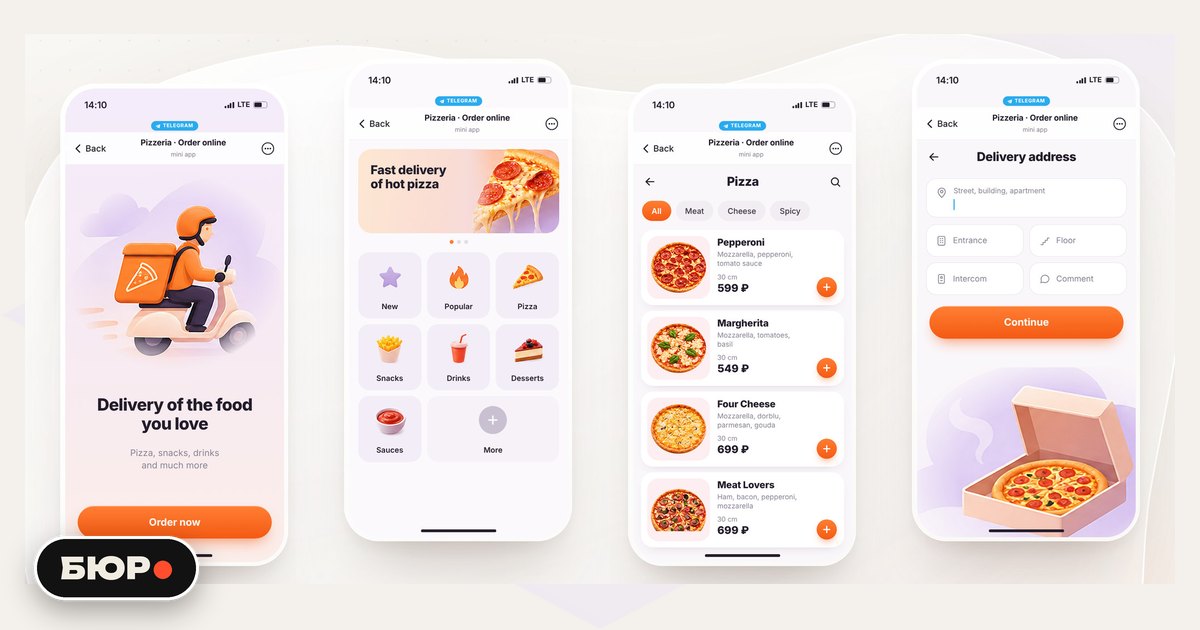 14:10
LTE
TELEGRAM
Back
Pizzeria · Order online
mini app
Delivery of the food
you love
Pizza, snacks, drinks
and much more
Order now
БЮР
14:10
LTE
TELEGRAM
Back
Pizzeria · Order online
mini app
Fast delivery
of hot pizza
New
Popular
Pizza
Snacks
Drinks
Desserts
Sauces
More
14:10
LTE
TELEGRAM
Back
Pizzeria · Order online
mini app
Pizza
All
Meat
Cheese
Spicy
Pepperoni
Mozzarella, pepperoni,
tomato sauce
30 cm
599 ₽
Margherita
Mozzarella, tomatoes,
basil
30 cm
549 ₽
Four Cheese
Mozzarella, dorblu,
parmesan, gouda
30 cm
699 ₽
Meat Lovers
Ham, bacon, pepperoni,
mozzarella
30 cm
699 ₽
14:10
LTE
TELEGRAM
Back
Pizzeria · Order online
mini app
Delivery address
Street, building, apartment
Entrance
Floor
Intercom
Comment
Continue